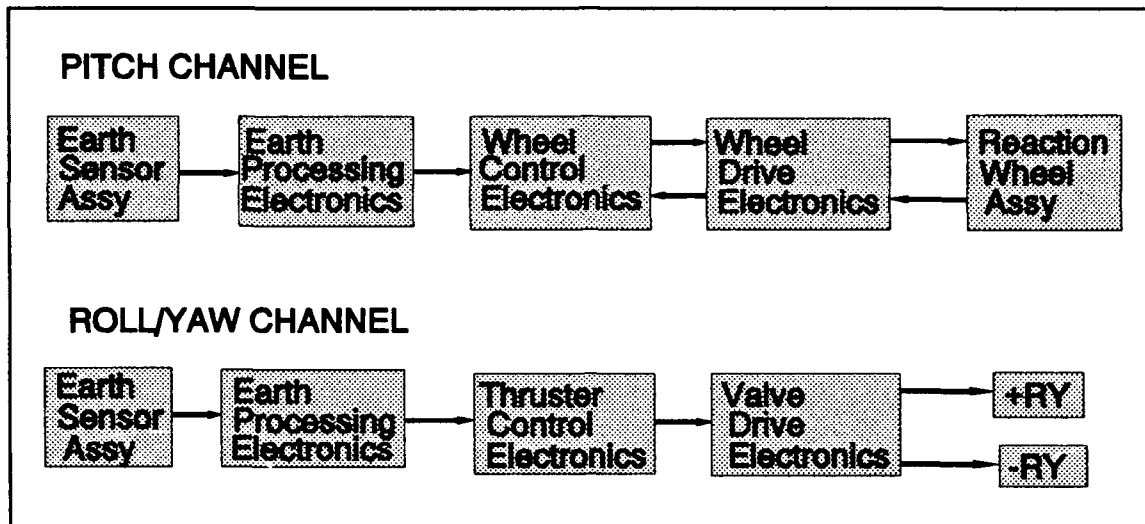 PITCH CHANNEL
Earth
Sensor
Assy
Earth
Processing
Electronics
Wheel
Control
Electronics
Wheel
Drive
Electronics
Reaction
Wheel
Assy
ROLL/YAW CHANNEL
Earth
Sensor
Assy
Earth
Processing
Electronics
Thruster
Control
Electronics
Valve
Drive
Electronics
+RY
-RY